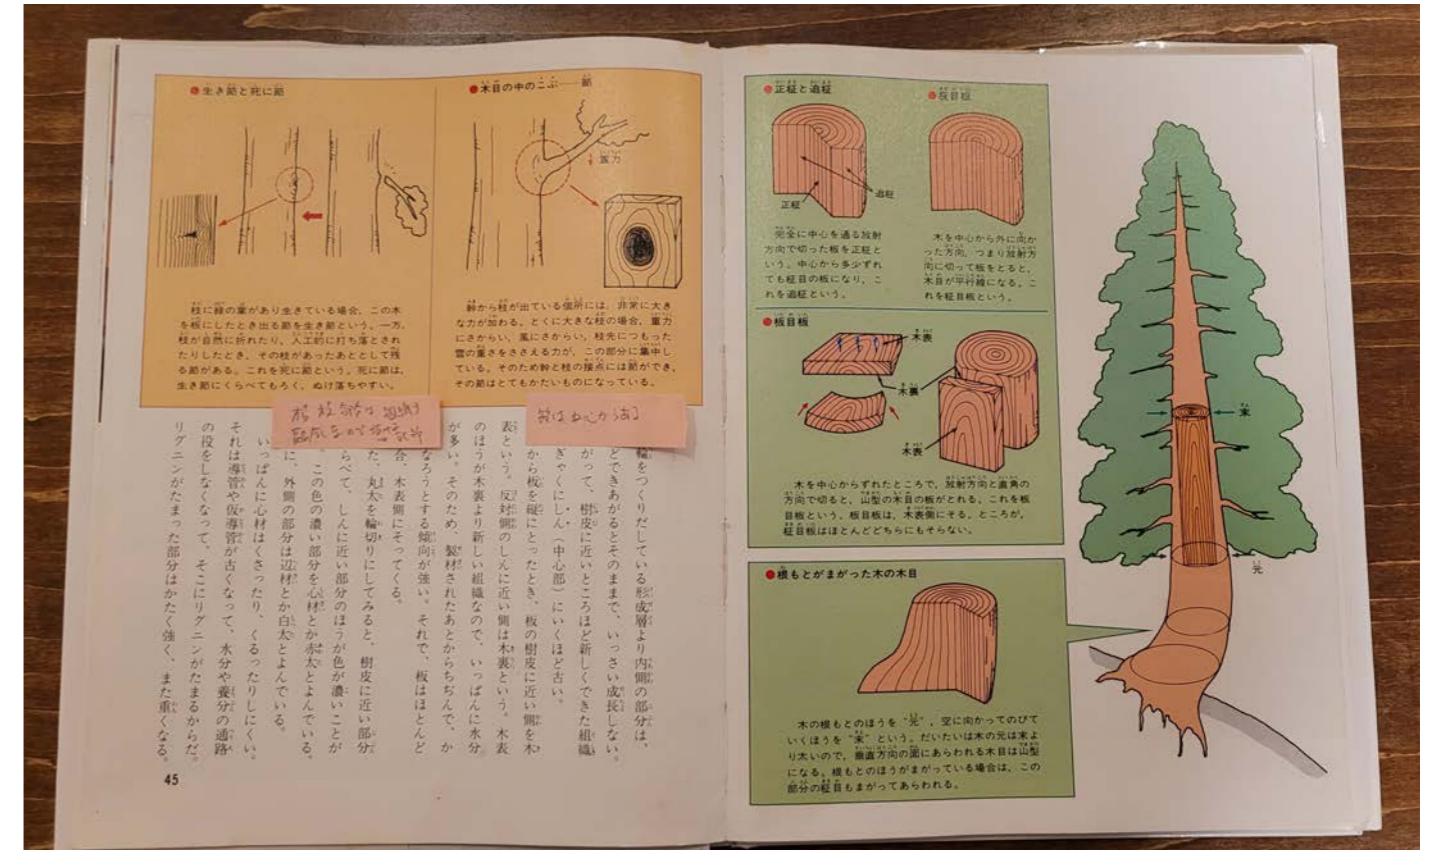 ●生き節と死に節
枝に緑の葉があり生きている場合，この木
を板にしたとき出る節を生き節という。一方，
枝が自然に折れたり，人工的に打ち落とされ
たりしたとき，その枝があったあととして残
る節がある。これを死に節という。死に節は，
生き節にくらべてもろく，ぬけ落ちやすい。
●木目の中のこぶ──節
重力
幹から枝が出ている個所には，非常に大き
な力が加わる。とくに大きな枝の場合，重力
にさからい，風にさからい，枝先につもった
雪の重さをささえる力が，この部分に集中し
ている。そのため幹と枝の接点には節ができ，
その節はとてもかたいものになっている。
輪をつくりだしている形成層より内側の部分は，
どできあがるとそのままで，いっさい成長しない。
がって，樹皮に近いところほど新しくできた組織
ぎゃくにしん（中心部）にいくほど古い。
から板を縦にとったとき，板の樹皮に近い側を木
表という。反対側のしんに近い側は木裏という。木表
のほうが木裏より新しい組織なので，いっぱんに水分
が多い。そのため，製材されたあとからちぢんで，か
なろうとする傾向が強い。それで，板はほとんど
合，木表側にそってくる。
た，丸太を輪切りにしてみると，樹皮に近い部分
らべて，しんに近い部分のほうが色が濃いことが
。この色の濃い部分を心材とか赤太とよんでいる。
に，外側の部分は辺材とか白太とよんでいる。
いっぱんに心材はくさったり，くるったりしにくい。
それは導管や仮導管が古くなって，水分や養分の通路
の役をしなくなって，そこにリグニンがたまるからだ。
リグニンがたまった部分はかたく強く，また重くなる。
45
●正柾と追柾
正柾
追柾
完全に中心を通る放射
方向で切った板を正柾と
いう。中心から多少ずれ
ても柾目の板になり，こ
れを追柾という。
●柾目板
木を中心から外に向か
った方向，つまり放射方
向に切って板をとると，
木目が平行線になる。こ
れを柾目板という。
●板目板
木表
木裏
木表
木を中心からずれたところで，放射方向と直角の
方向で切ると，山型の木目の板がとれる。これを板
目板という。板目板は，木表側にそる。ところが，
柾目板はほとんどどちらにもそらない。
●根もとがまがった木の木目
木の根もとのほうを“元”，空に向かってのびて
いくほうを“末”という。だいたいは木の元は末よ
り太いので，垂直方向の面にあらわれる木目は山型
になる。根もとのほうがまがっている場合は，この
部分の柾目もまがってあらわれる。
末
元